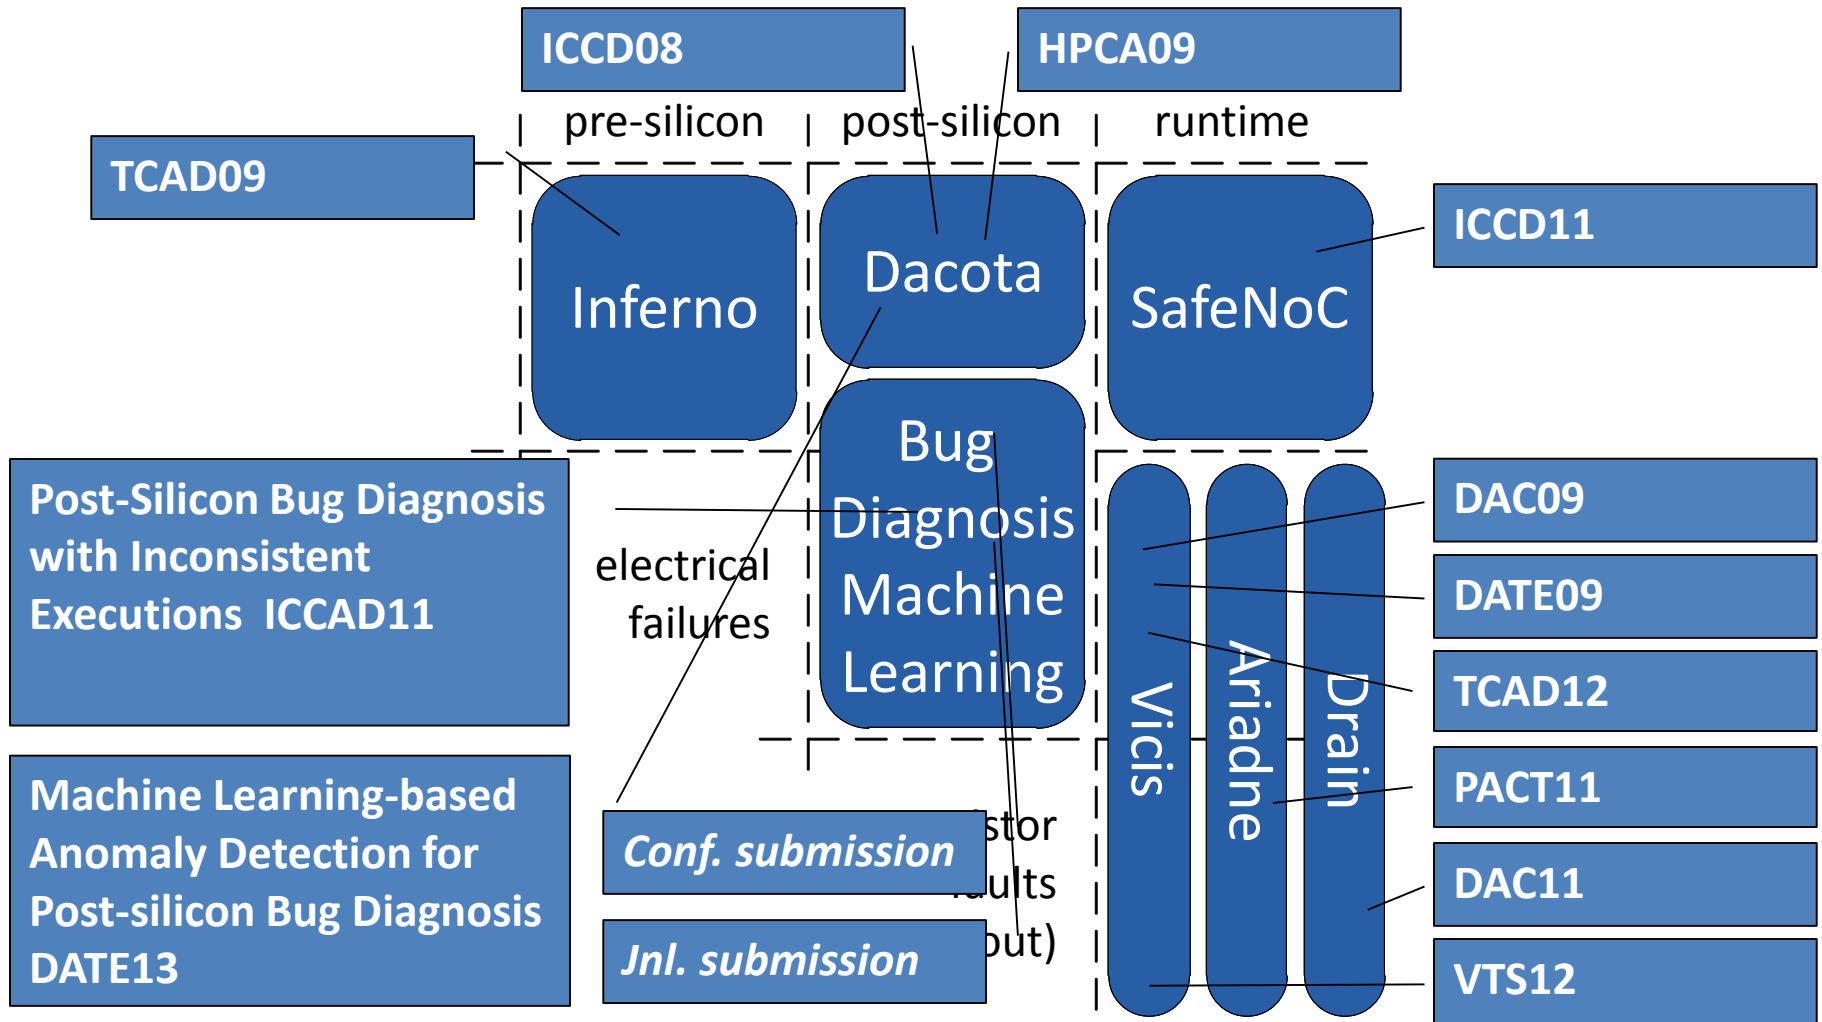 ICCD08
HPCA09
pre-silicon
post-silicon
runtime
TCAD09
ICCD11
Inferno
Dacota
SafeNoC
Bug
Diagnosis
Machine
Learning
Post-Silicon Bug Diagnosis
with Inconsistent
Executions ICCAD11
electrical
failures
DAC09
DATE09
TCAD12
PACT11
DAC11
VTS12
Vicis
Ariadne
Drain
Machine Learning-based
Anomaly Detection for
Post-silicon Bug Diagnosis
DATE13
Conf. submission
Jnl. submission